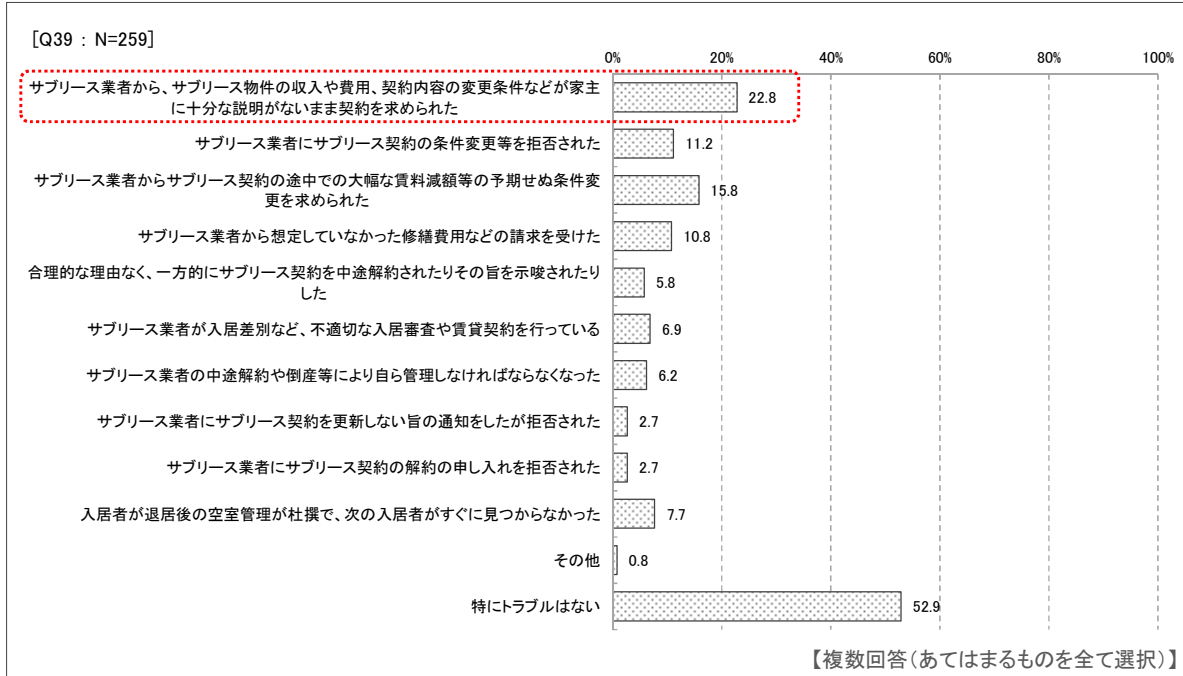 [Q39 : N=259]
0% 20% 40% 60% 80% 100%
サブリース業者から、サブリース物件の収入や費用、契約内容の変更条件などが家主
に十分な説明がないまま契約を求められた
22.8
サブリース業者にサブリース契約の条件変更等を拒否された
11.2
サブリース業者からサブリース契約の途中での大幅な賃料減額等の予期せぬ条件変
更を求められた
15.8
サブリース業者から想定していなかった修繕費用などの請求を受けた
10.8
合理的な理由なく、一方的にサブリース契約を中途解約されたりその旨を示唆されたり
した
5.8
サブリース業者が入居差別など、不適切な入居審査や賃貸契約を行っている
6.9
サブリース業者の中途解約や倒産等により自ら管理しなければならなくなった
6.2
サブリース業者にサブリース契約を更新しない旨の通知をしたが拒否された
2.7
サブリース業者にサブリース契約の解約の申し入れを拒否された
2.7
入居者が退居後の空室管理が杜撰で、次の入居者がすぐに見つからなかった
7.7
その他
0.8
特にトラブルはない
52.9
【複数回答(あてはまるものを全て選択)】